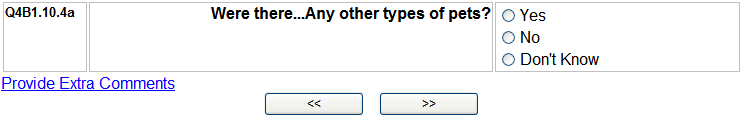 Q4B1.10.4a Were there...Any other types of pets? Yes
No
Don't Know
Provide Extra Comments
<< >>